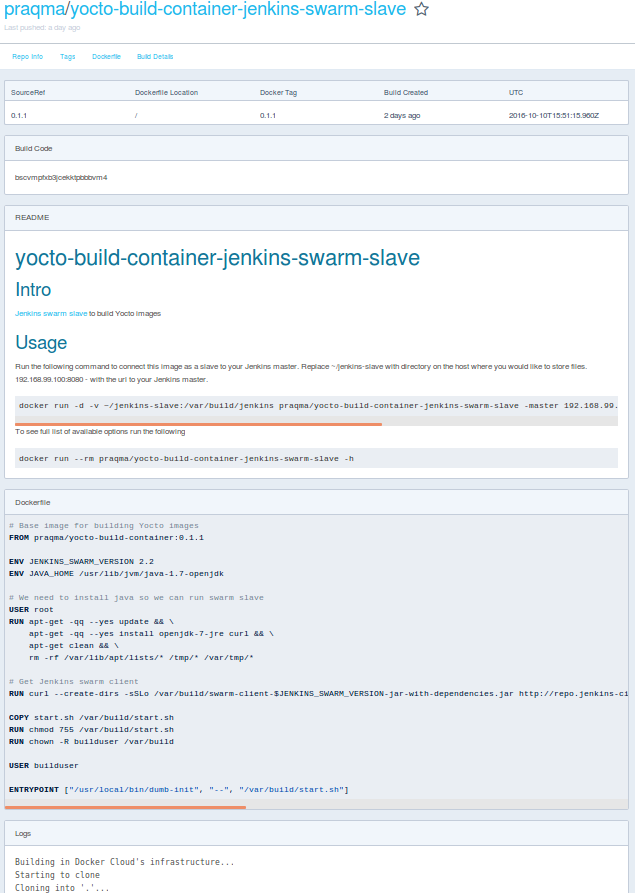 praqma/yocto-build-container-jenkins-swarm-slave ☆
Last pushed: a day ago
Repo Info Tags Dockerfile Build Details
SourceRef Dockerfile Location Docker Tag Build Created UTC
0.1.1 / 0.1.1 2 days ago 2016-10-10T15:51:15.960Z
Build Code
bscvmpfxb3jcekktpbbbvm4
README
yocto-build-container-jenkins-swarm-slave
Intro
Jenkins swarm slave to build Yocto images
Usage
Run the following command to connect this image as a slave to your Jenkins master. Replace ~/jenkins-slave with directory on the host where you would like to store files.
192.168.99.100:8080 - with the url to your Jenkins master.
docker run -d -v ~/jenkins-slave:/var/build/jenkins praqma/yocto-build-container-jenkins-swarm-slave -master 192.168.99.
To see full list of available options run the following
docker run --rm praqma/yocto-build-container-jenkins-swarm-slave -h
Dockerfile
# Base image for building Yocto images
FROM praqma/yocto-build-container:0.1.1
ENV JENKINS_SWARM_VERSION 2.2
ENV JAVA_HOME /usr/lib/jvm/java-1.7-openjdk
# We need to install java so we can run swarm slave
USER root
RUN apt-get -qq --yes update && \
apt-get -qq --yes install openjdk-7-jre curl && \
apt-get clean && \
rm -rf /var/lib/apt/lists/* /tmp/* /var/tmp/*
# Get Jenkins swarm client
RUN curl --create-dirs -sSLo /var/build/swarm-client-$JENKINS_SWARM_VERSION-jar-with-dependencies.jar http://repo.jenkins-ci
COPY start.sh /var/build/start.sh
RUN chmod 755 /var/build/start.sh
RUN chown -R builduser /var/build
USER builduser
ENTRYPOINT ["/usr/local/bin/dumb-init", "--", "/var/build/start.sh"]
Logs
Building in Docker Cloud's infrastructure...
Starting to clone
Cloning into '.'...